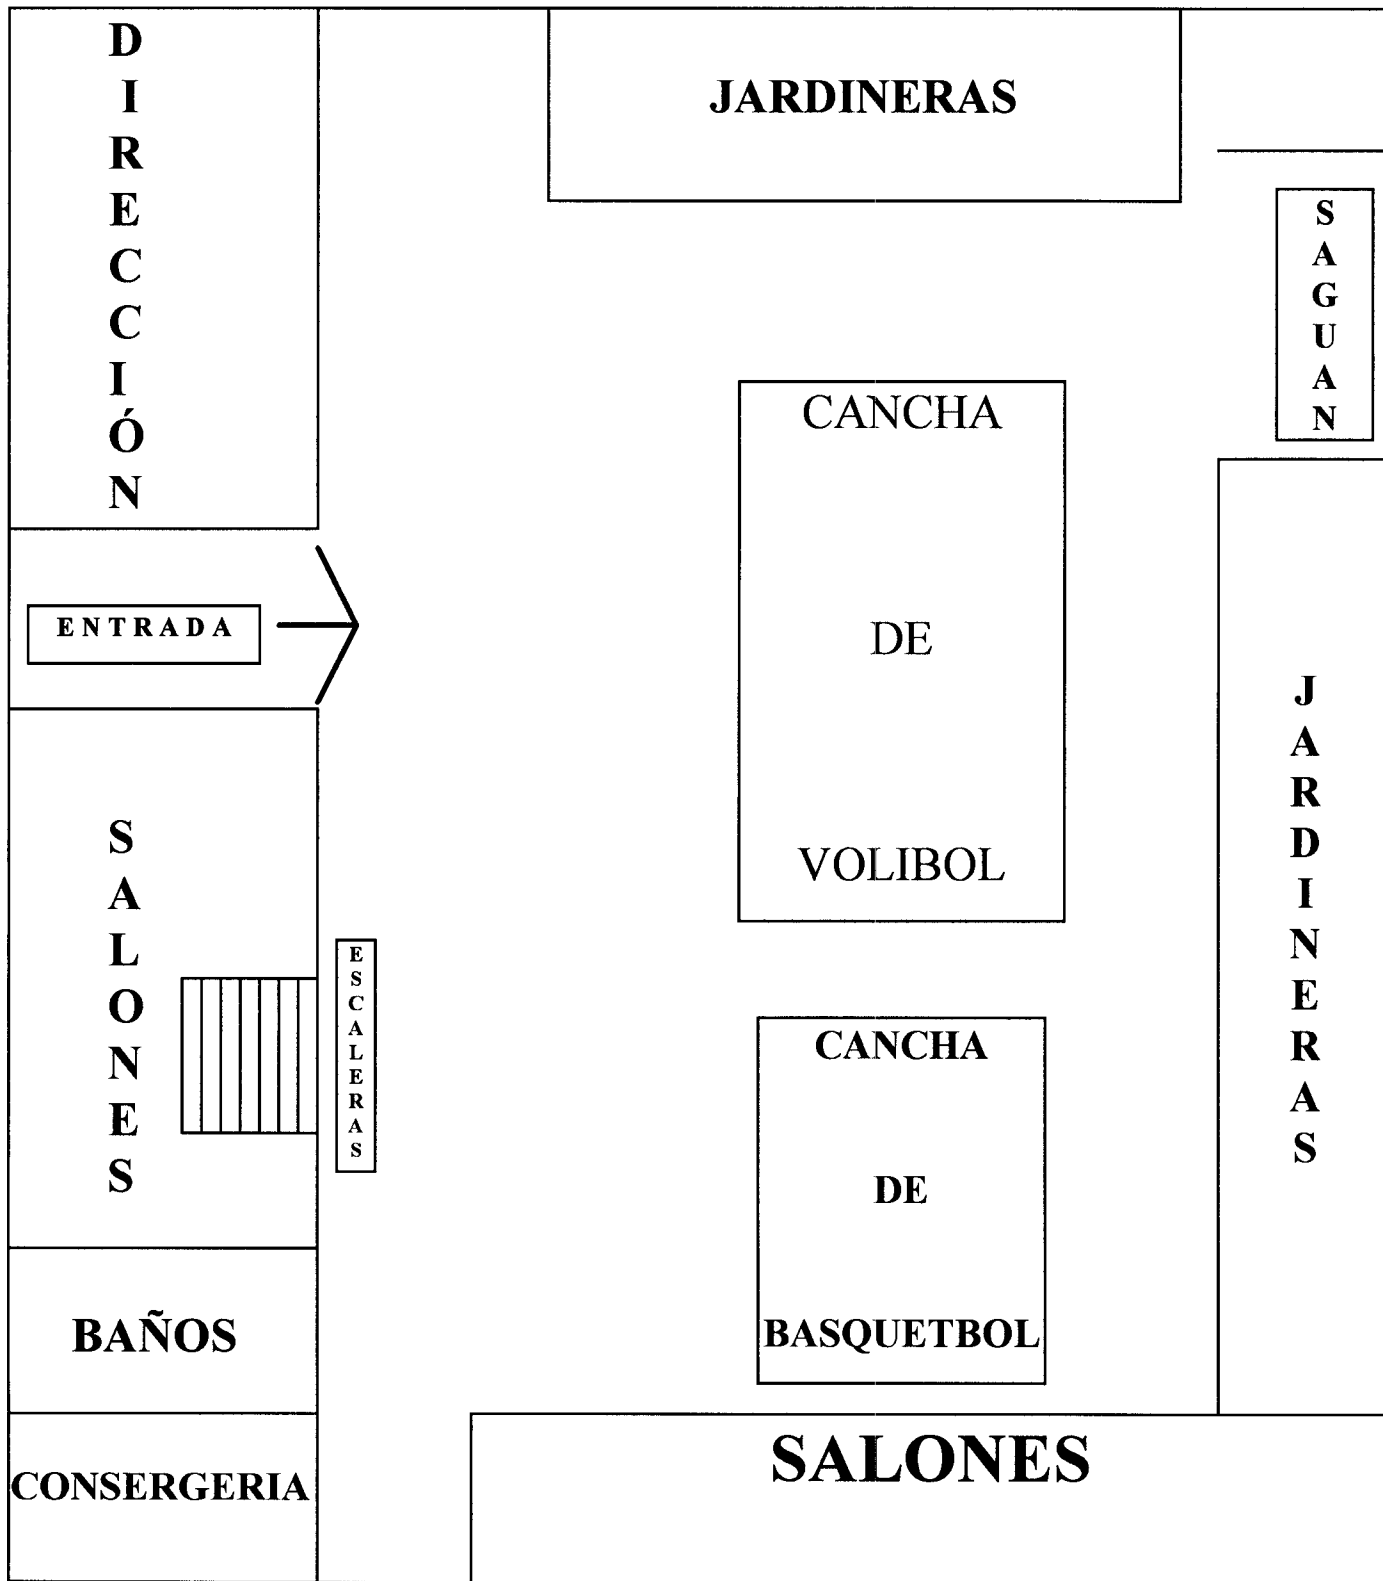 DIRECCIÓN
JARDINERAS
SAGUAN
ENTRADA
CANCHA
DE
VOLIBOL
SALONES
ESCALERAS
CANCHA
DE
BASQUETBOL
JARDINERAS
BAÑOS
CONSERGERIA
SALONES